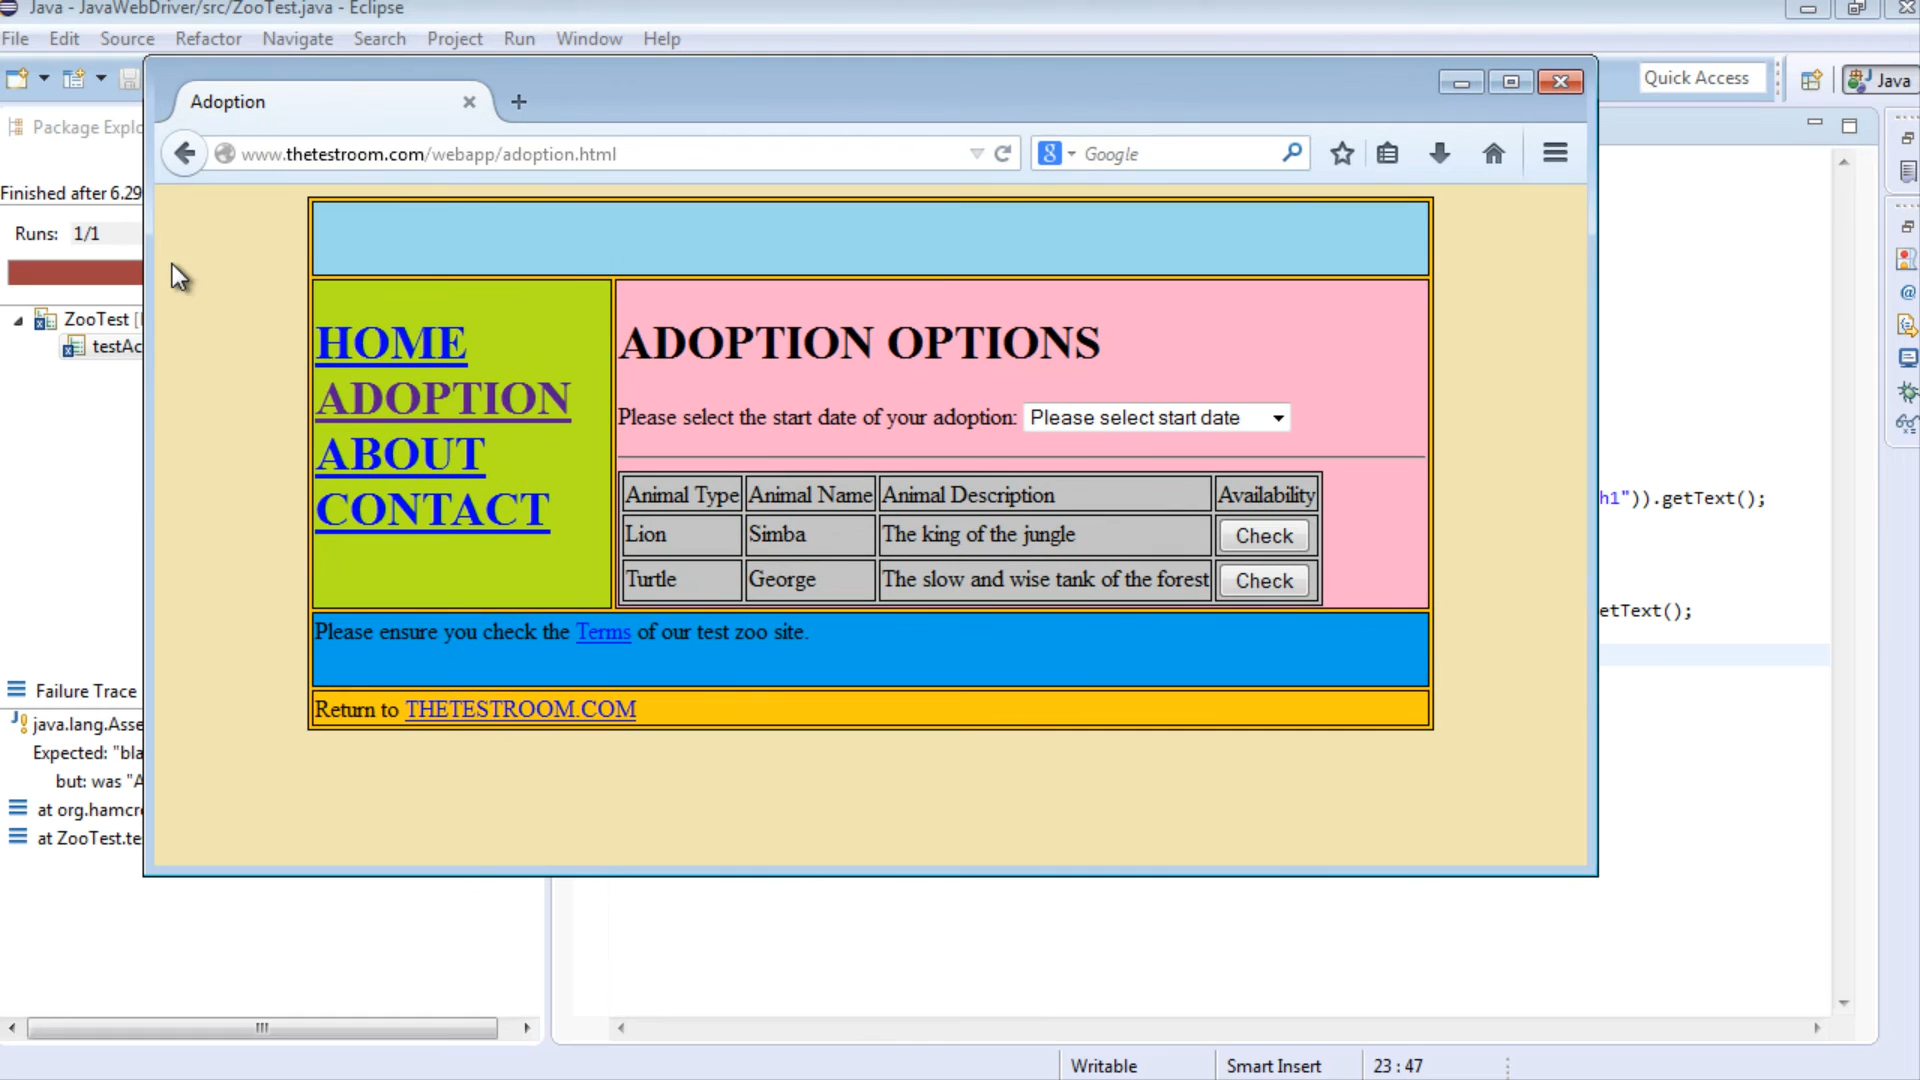 Java - JavaWebDriver/src/ZooTest.java - Eclipse
File Edit Source Refactor Navigate Search Project Run Window Help
Quick Access
Java
Adoption
Package Explo
www.thetestroom.com/webapp/adoption.html
Google
Finished after 6.29
Runs: 1/1
ZooTest [
testAc
HOME
ADOPTION
ABOUT
CONTACT
ADOPTION OPTIONS
Please select the start date of your adoption: Please select start date
Animal Type Animal Name Animal Description Availability
Lion Simba The king of the jungle Check
Turtle George The slow and wise tank of the forest Check
Please ensure you check the Terms of our test zoo site.
Return to THETESTROOM.COM
h1")).getText();
etText();
Failure Trace
java.lang.Asse
Expected: "bla
but: was "A
at org.hamcre
at ZooTest.te
Writable Smart Insert 23 : 47